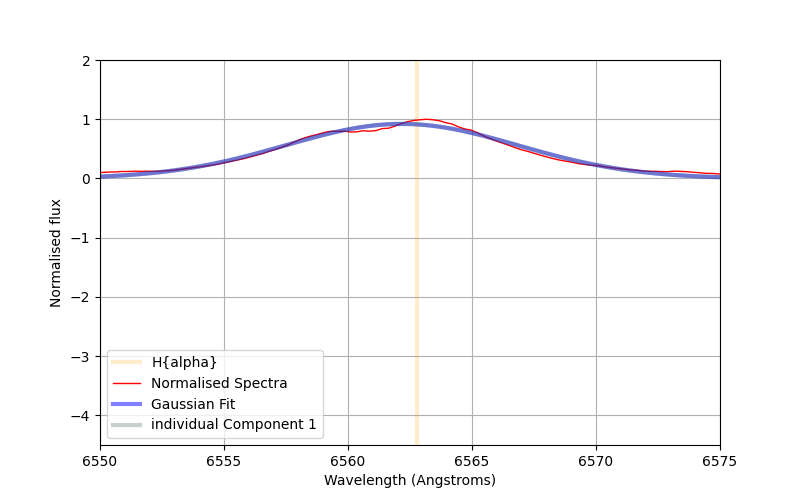 2
1
0
−1
−2
−3
−4
Normalised flux
H{alpha}
Normalised Spectra
Gaussian Fit
individual Component 1
6550 6555 6560 6565 6570 6575
Wavelength (Angstroms)